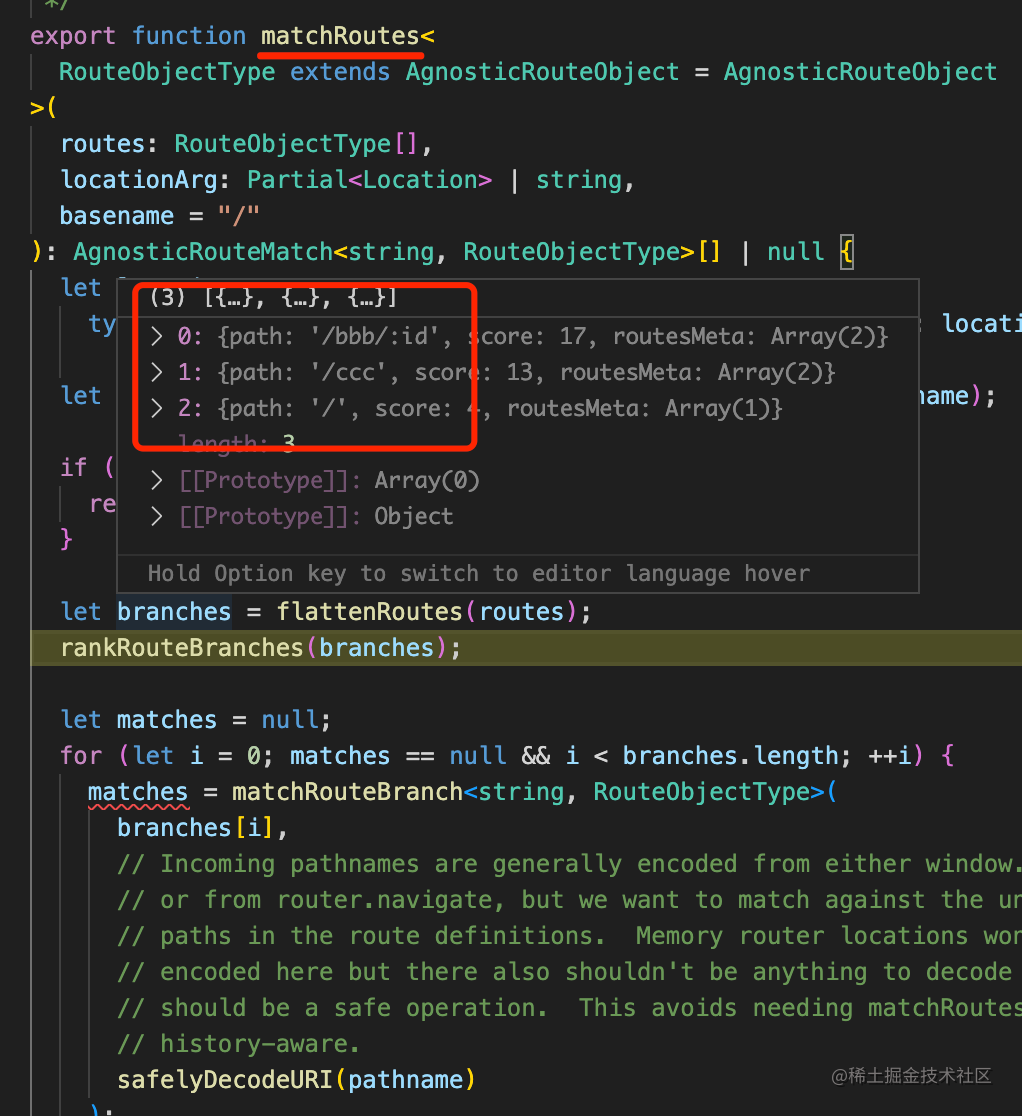 */
export function matchRoutes<
RouteObjectType extends AgnosticRouteObject = AgnosticRouteObject
>(
routes: RouteObjectType[],
locationArg: Partial<Location> | string,
basename = "/"
): AgnosticRouteMatch<string, RouteObjectType>[] | null {
let
(3) [{…}, {…}, {…}]
ty
> 0: {path: '/bbb/:id', score: 17, routesMeta: Array(2)}
locati
> 1: {path: '/ccc', score: 13, routesMeta: Array(2)}
let
> 2: {path: '/', score: 4, routesMeta: Array(1)}
name);
length: 3
if (
> [[Prototype]]: Array(0)
re
> [[Prototype]]: Object
}
Hold Option key to switch to editor language hover
let branches = flattenRoutes(routes);
rankRouteBranches(branches);
let matches = null;
for (let i = 0; matches == null && i < branches.length; ++i) {
matches = matchRouteBranch<string, RouteObjectType>(
branches[i],
// Incoming pathnames are generally encoded from either window.
// or from router.navigate, but we want to match against the un
// paths in the route definitions.  Memory router locations won
// encoded here but there also shouldn't be anything to decode
// should be a safe operation.  This avoids needing matchRoutes
// history-aware.
safelyDecodeURI(pathname)
);
@稀土掘金技术社区